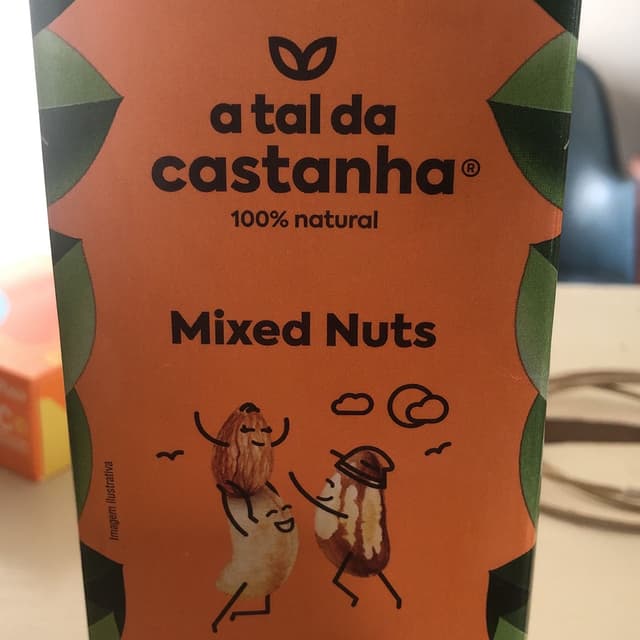 a tal da
castanha®
100% natural
Mixed Nuts
Imagem ilustrativa